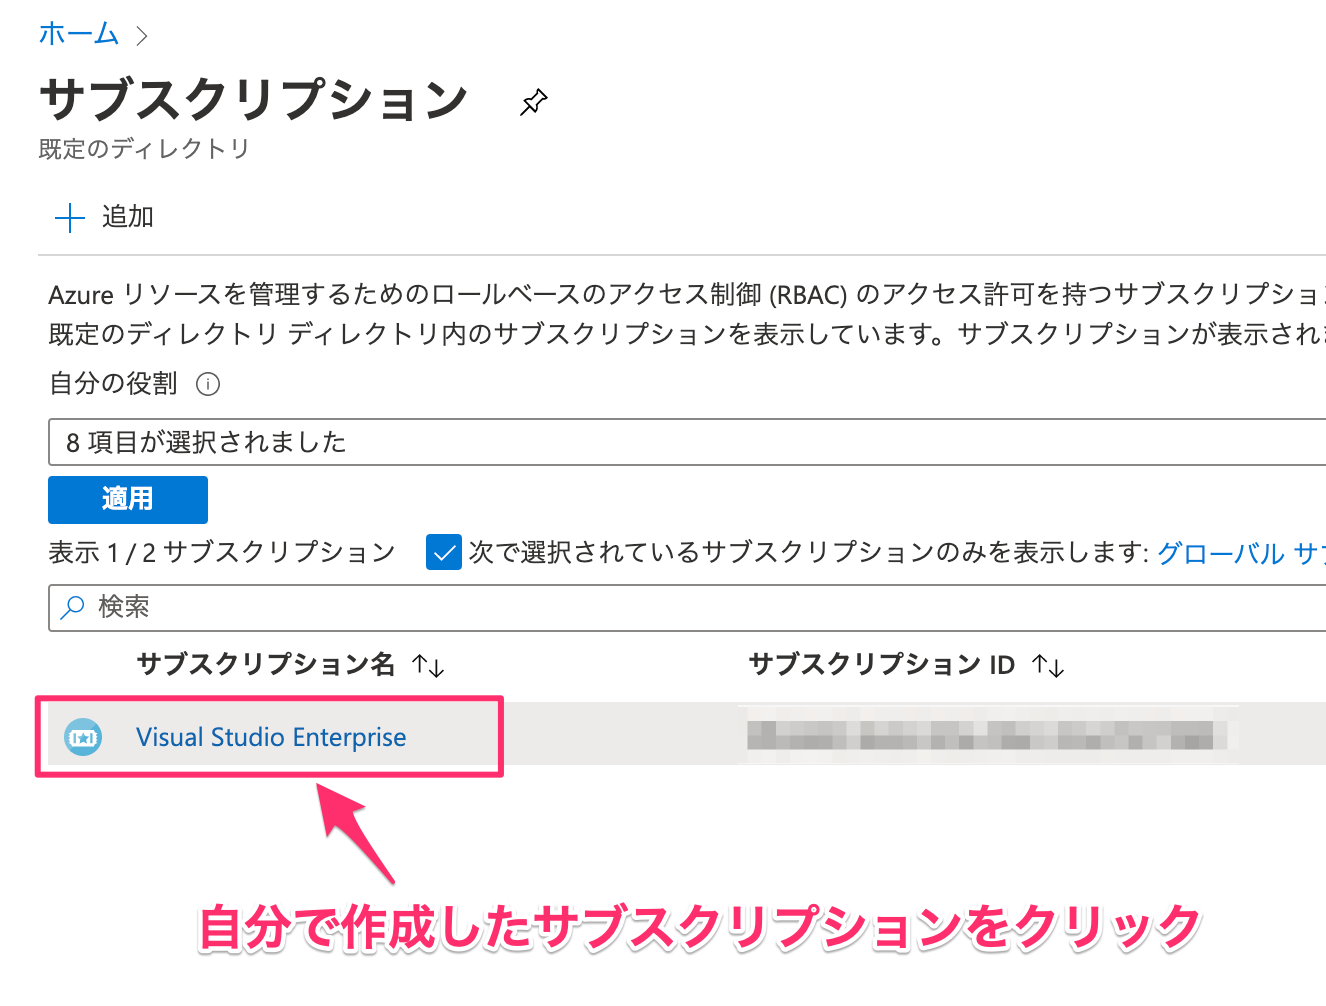 ホーム
サブスクリプション
既定のディレクトリ
追加
Azure リソースを管理するためのロールベースのアクセス制御 (RBAC) のアクセス許可を持つサブスクリプショ
既定のディレクトリ ディレクトリ内のサブスクリプションを表示しています。サブスクリプションが表示され
自分の役割
8 項目が選択されました
適用
表示 1 / 2 サブスクリプション 次で選択されているサブスクリプションのみを表示します: グローバル サブ
検索
サブスクリプション名 ↑↓ サブスクリプション ID ↑↓
Visual Studio Enterprise
自分で作成したサブスクリプションをクリック